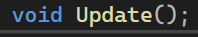 void Update();